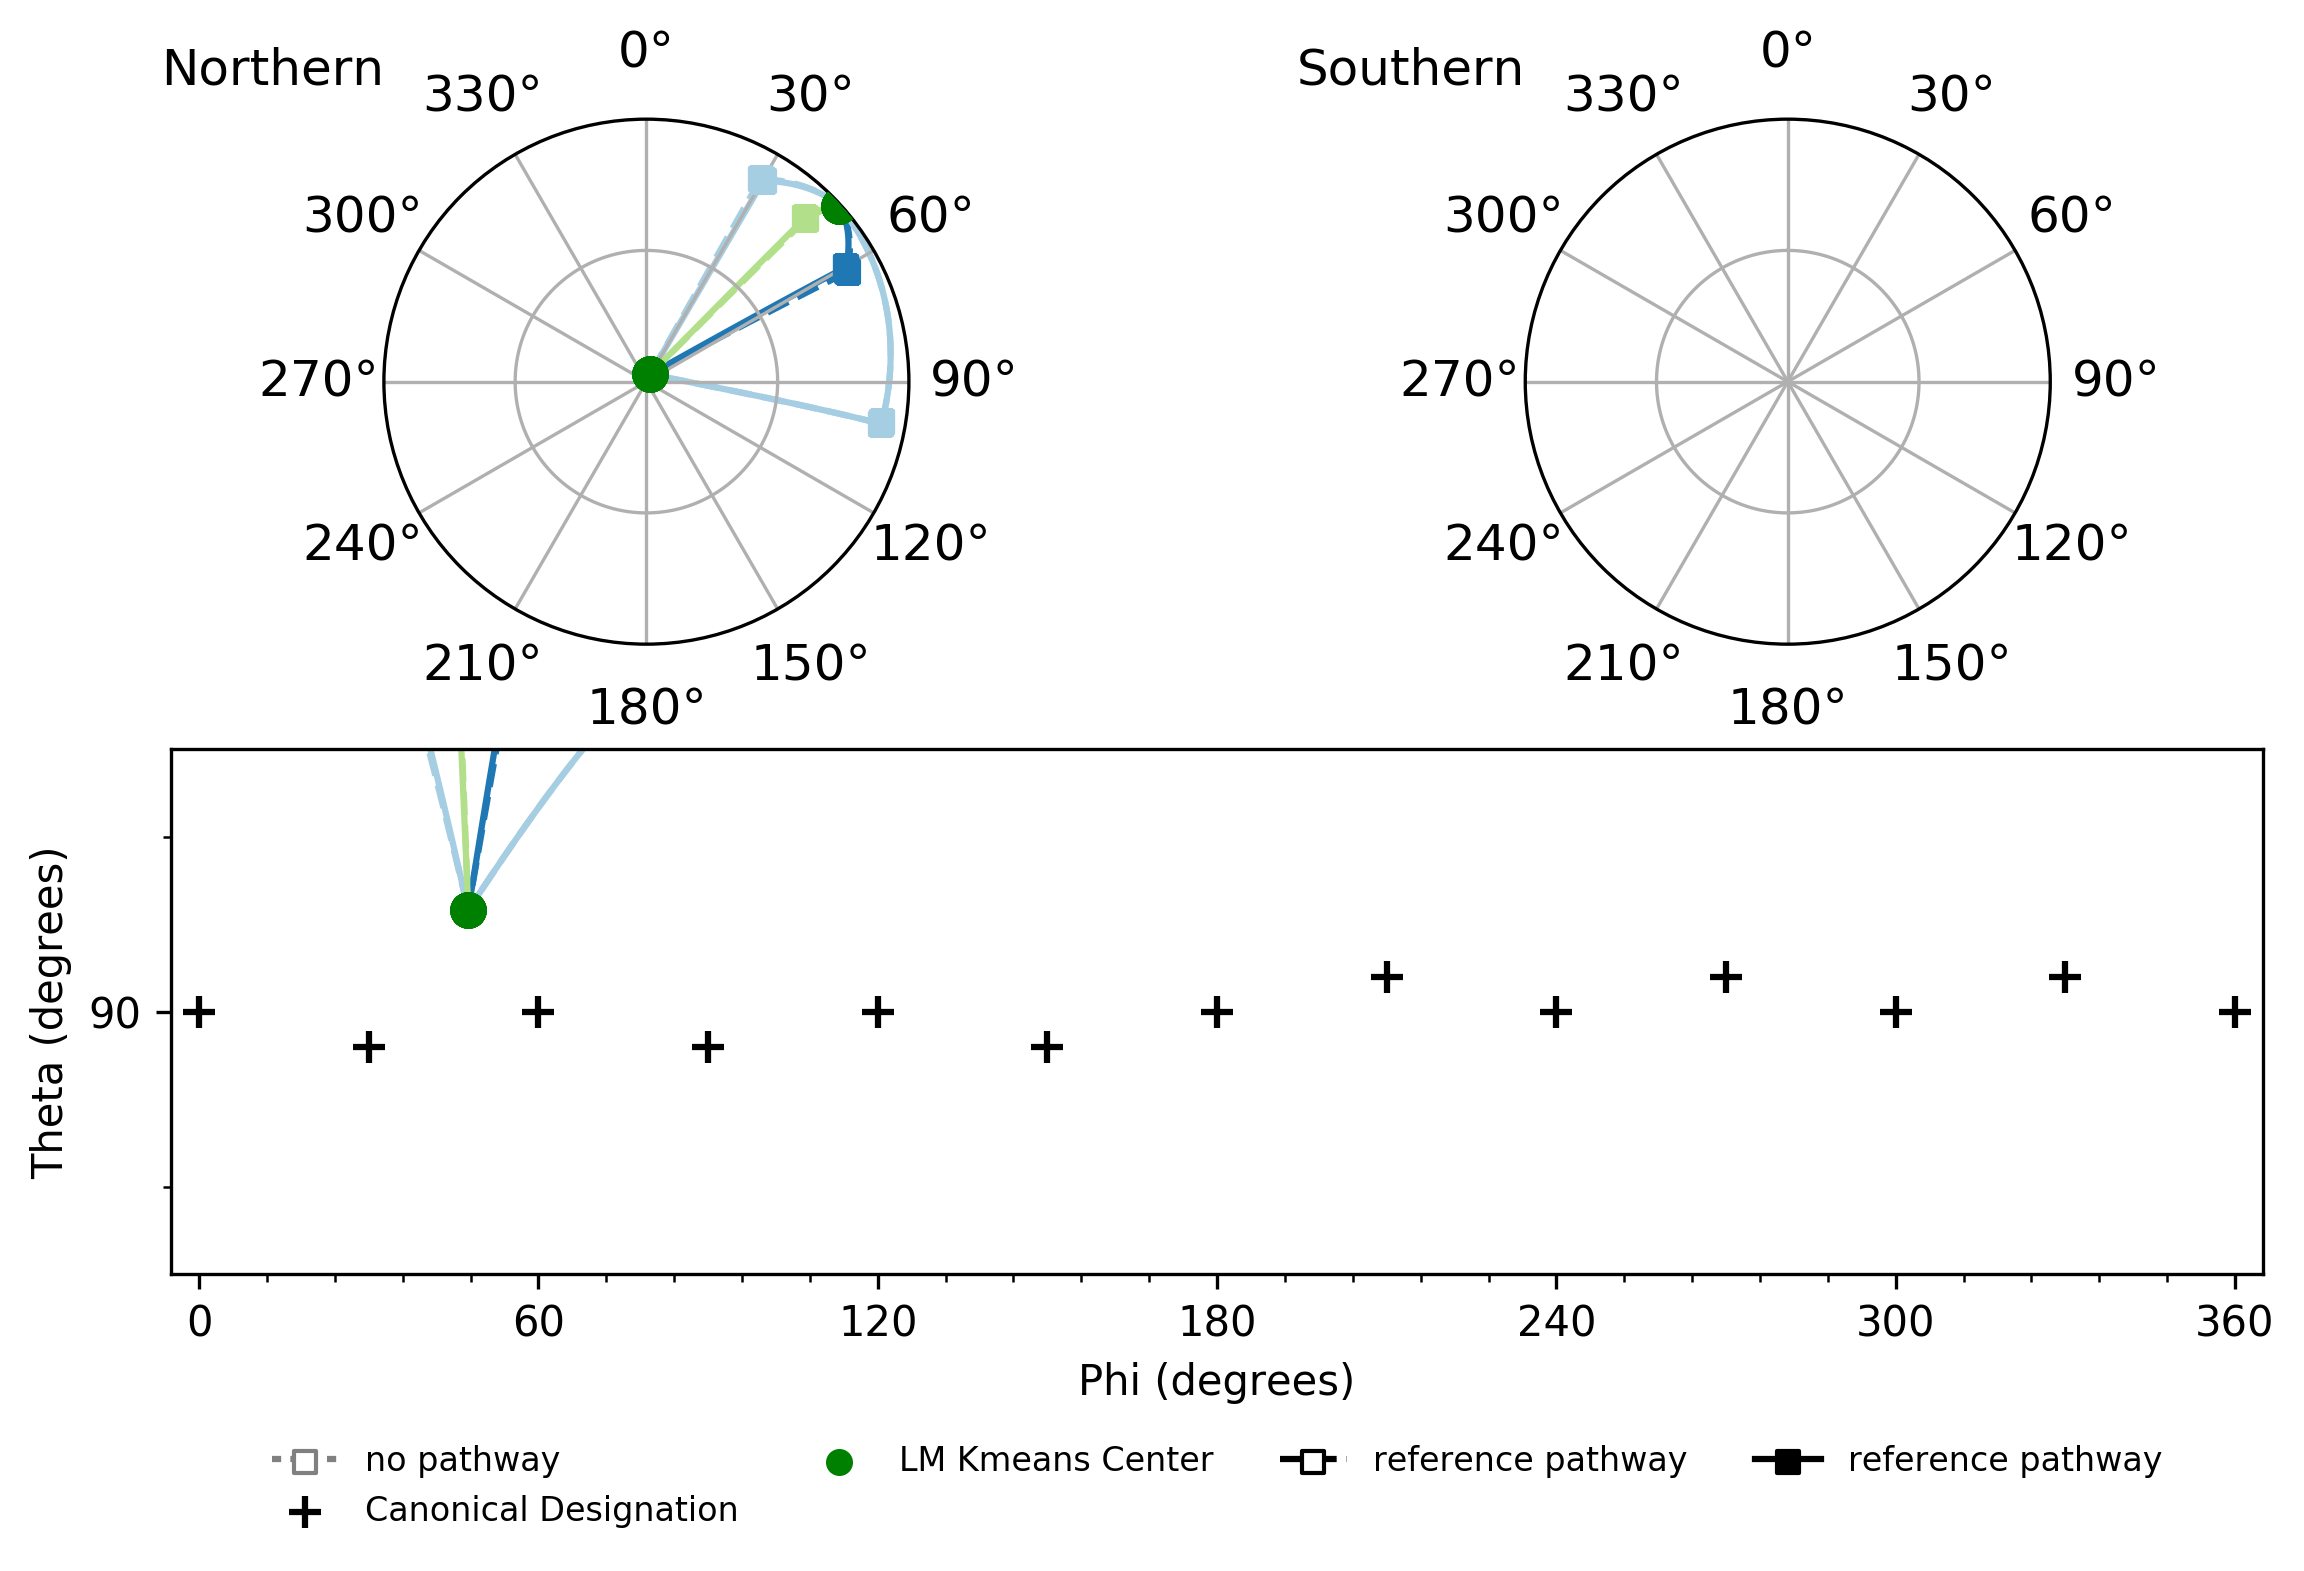 Northern
0°
330°
30°
300°
60°
270°
90°
240°
120°
210°
150°
180°
Southern
0°
330°
30°
300°
60°
270°
90°
240°
120°
210°
150°
180°
Theta (degrees)
90
0 60 120 180 240 300 360
Phi (degrees)
no pathway
Canonical Designation
LM Kmeans Center
reference pathway
reference pathway